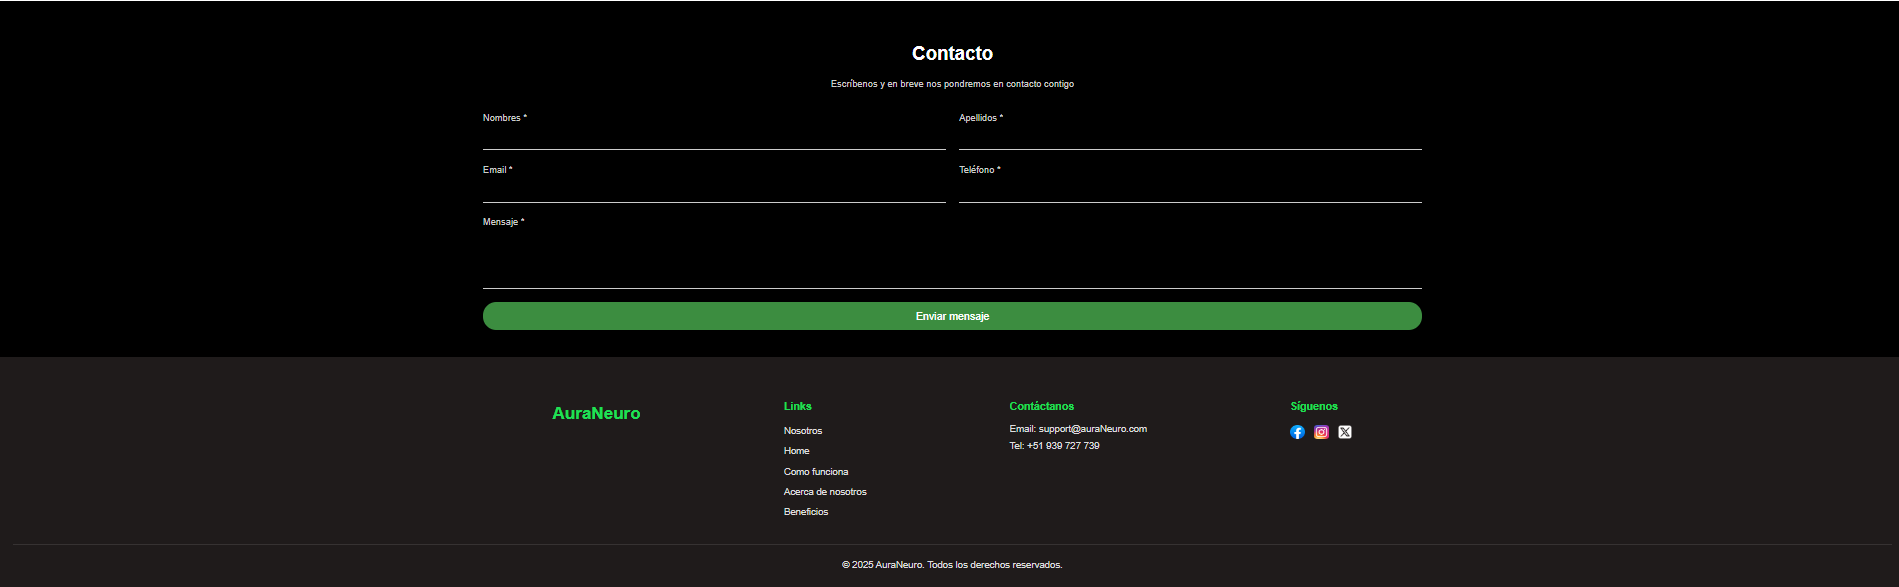 Contacto
Escríbenos y en breve nos pondremos en contacto contigo
Nombres *
Apellidos *
Email *
Teléfono *
Mensaje *
Enviar mensaje
AuraNeuro
Links
Nosotros
Home
Como funciona
Acerca de nosotros
Beneficios
Contáctanos
Email: support@auraNeuro.com
Tel: +51 939 727 739
Síguenos
© 2025 AuraNeuro. Todos los derechos reservados.